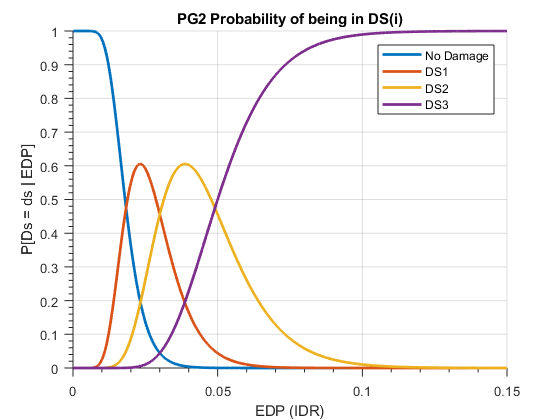 PG2 Probability of being in DS(i)
1
0.9
0.8
0.7
0.6
0.5
0.4
0.3
0.2
0.1
0
P[Ds = ds | EDP]
No Damage
DS1
DS2
DS3
0 0.05 0.1 0.15
EDP (IDR)